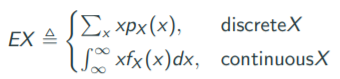 EX ≜ { ∑ₓ xpX(x), discreteX
∫_∞^∞ xfx(x)dx, continuousX